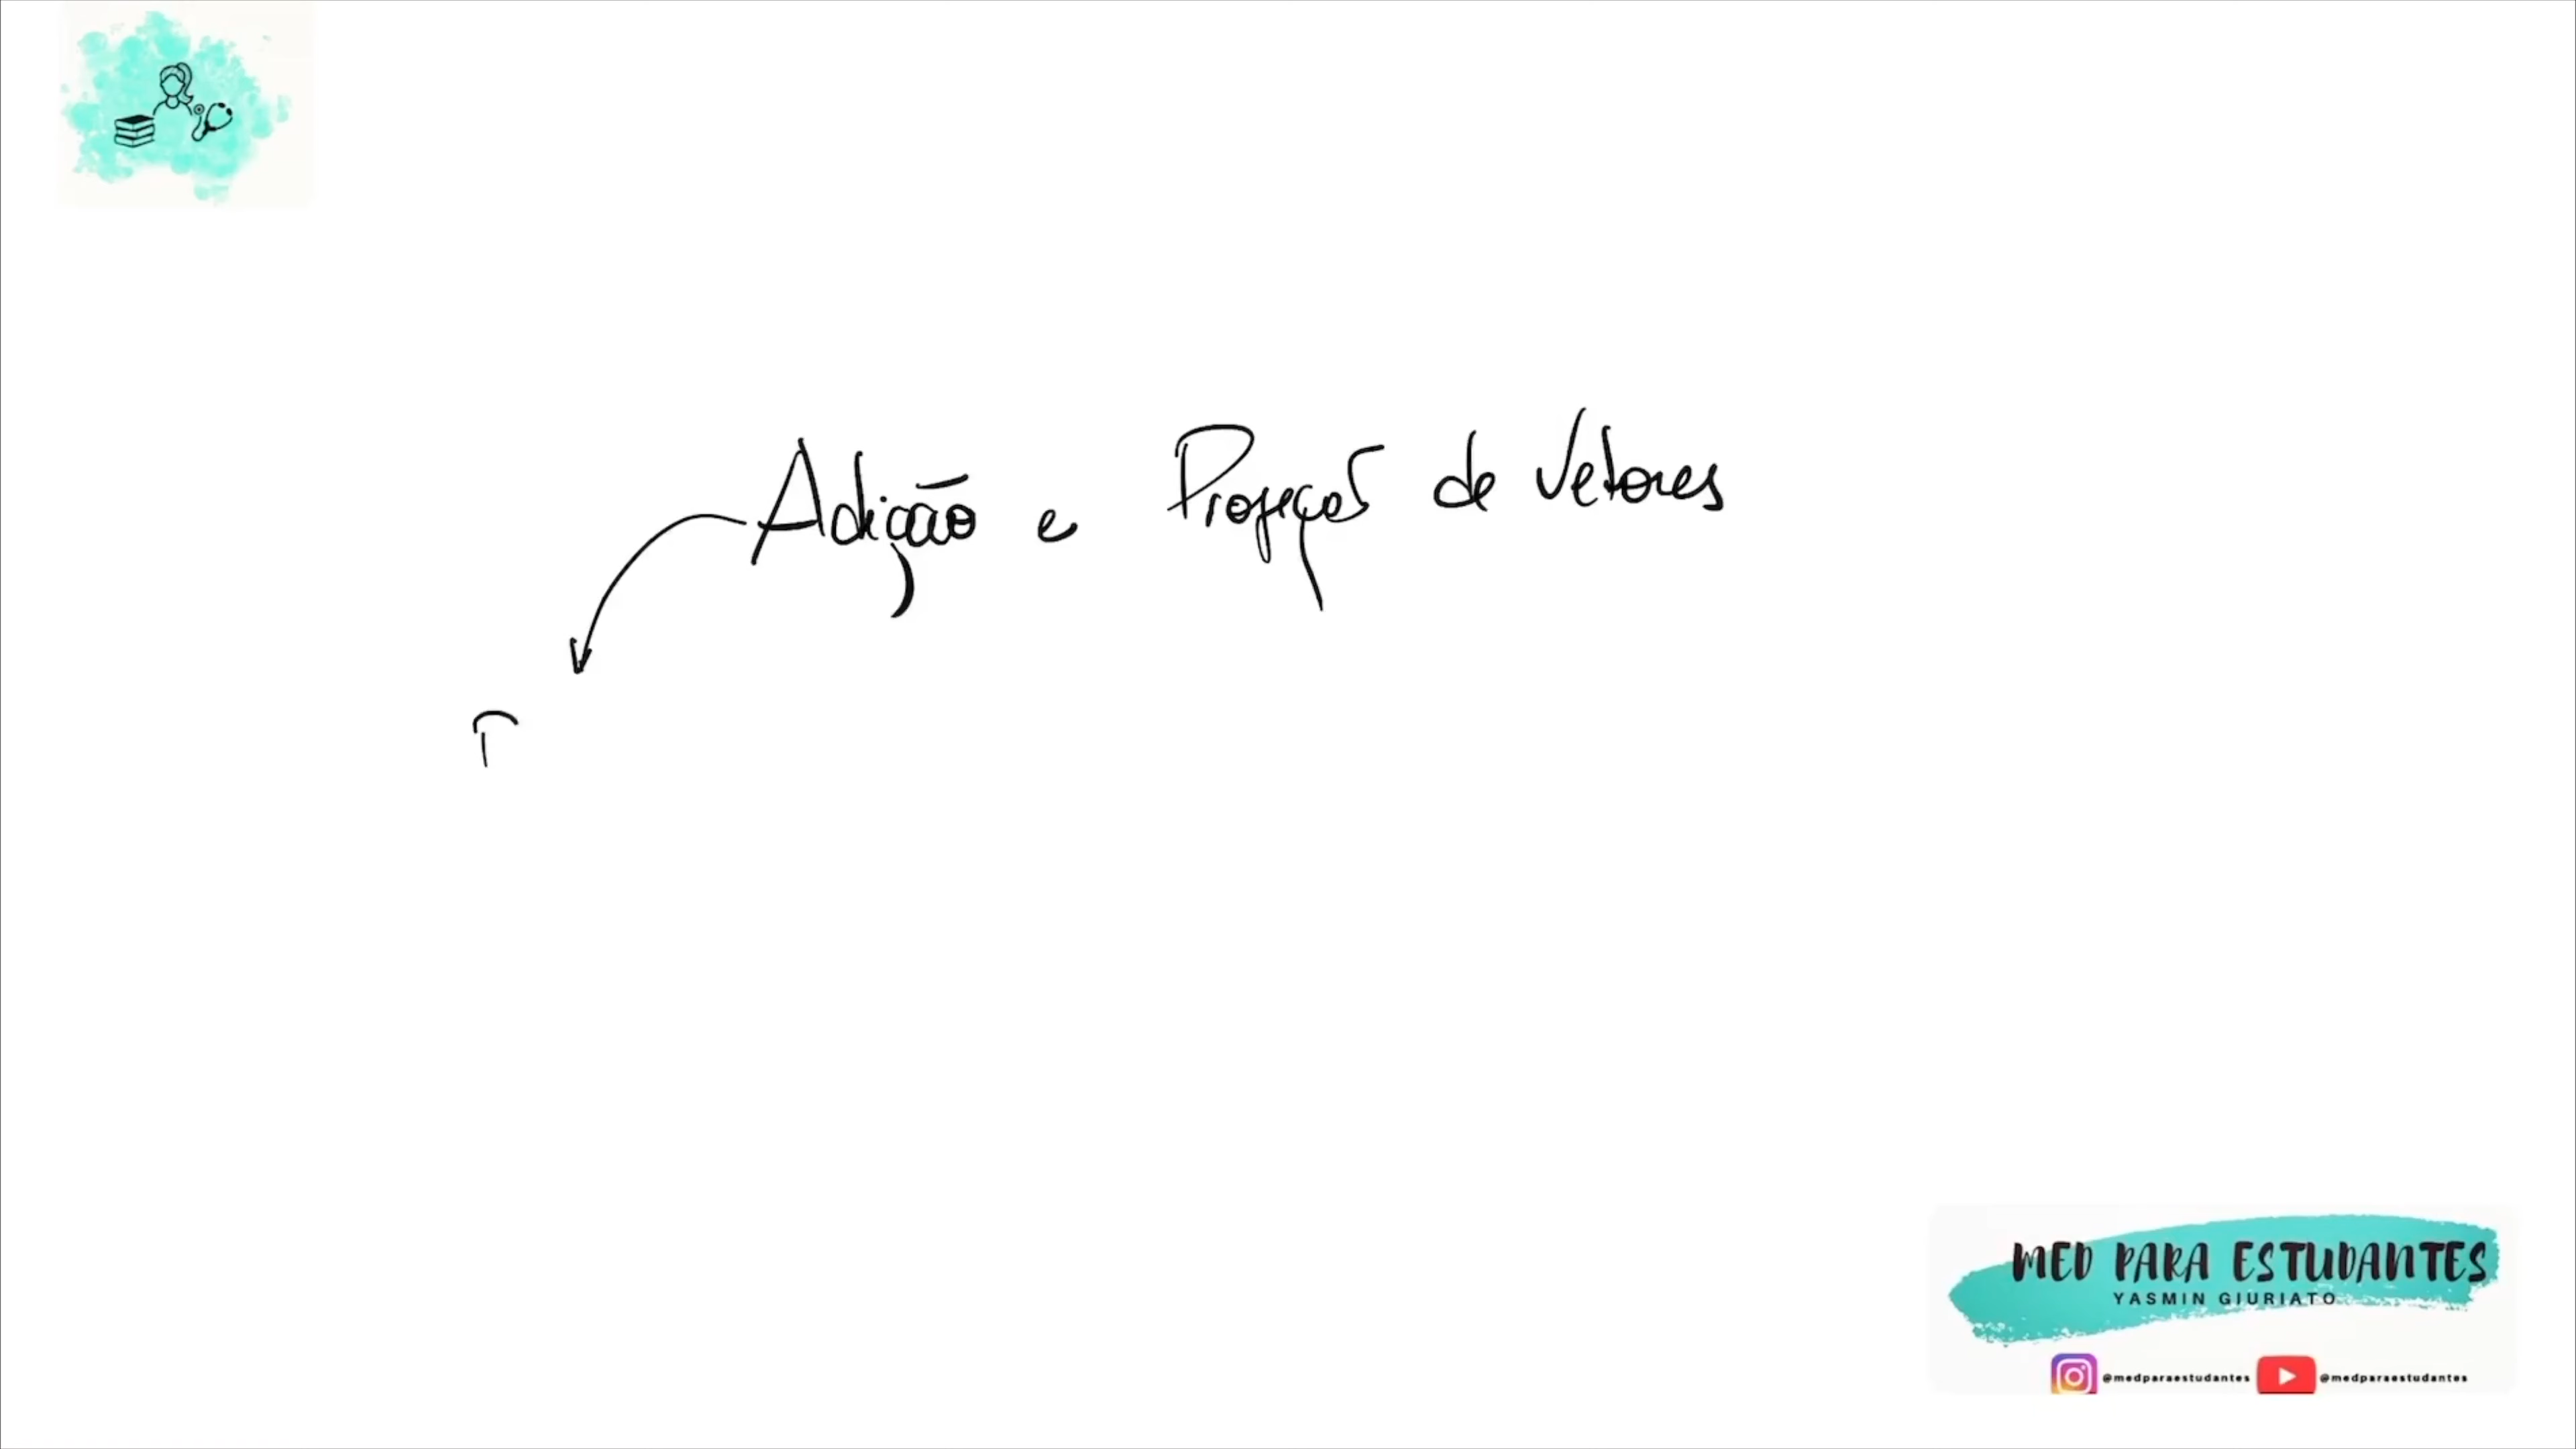 Adição e Projeções de Vetores
MED PARA ESTUDANTES
YASMIN GIURIATO
@medparaestudantes @medparaestudantes